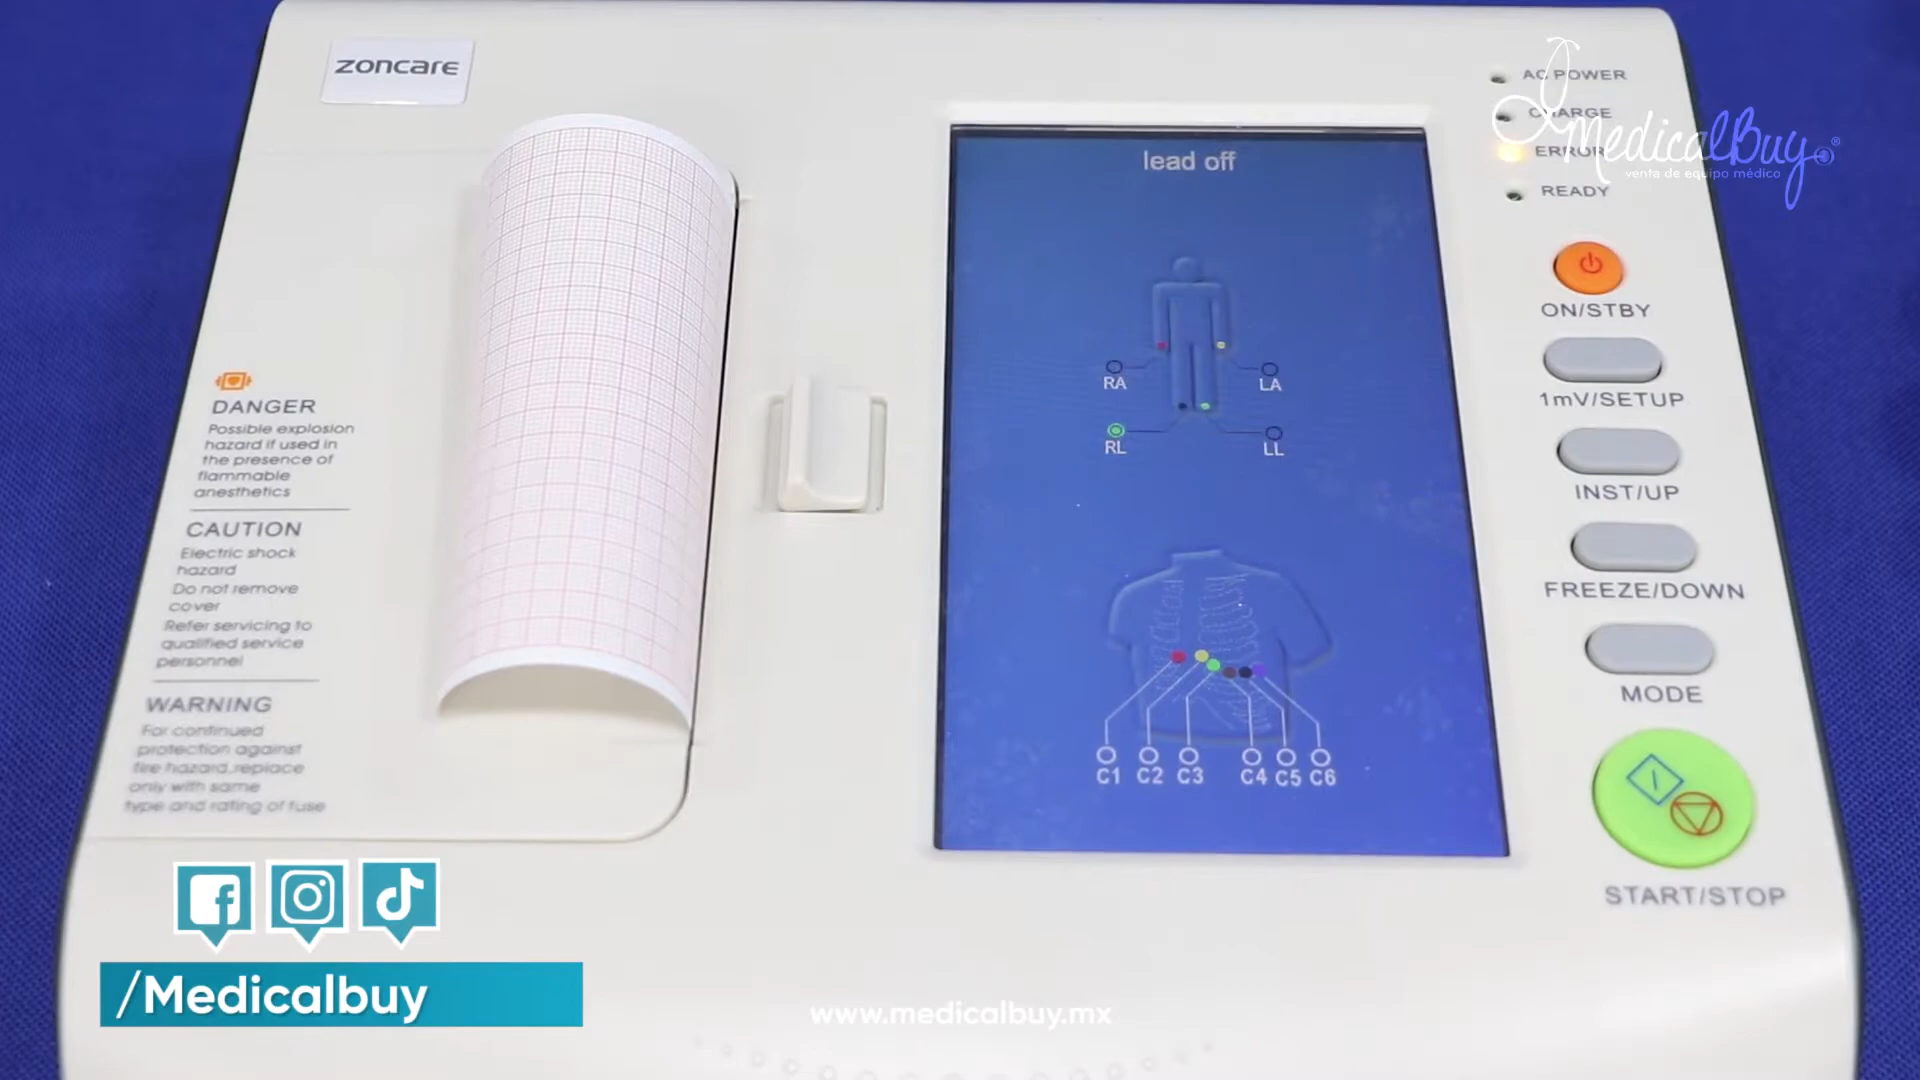 zoncare
DANGER
Possible explosion
hazard if used in
the presence of
flammable
anesthetics
CAUTION
Electric shock
hazard
Do not remove
cover
Refer servicing to
qualified service
personnel
WARNING
For continued
protection against
fire hazard, replace
only with same
type and rating of fuse
lead off
RA
LA
RL
LL
C1 C2 C3 C4 C5 C6
AC POWER
CHARGE
ERROR
READY
MedicalBuy
venta de equipo médico
ON/STBY
1mV/SETUP
INST/UP
FREEZE/DOWN
MODE
START/STOP
/Medicalbuy
www.medicalbuy.mx